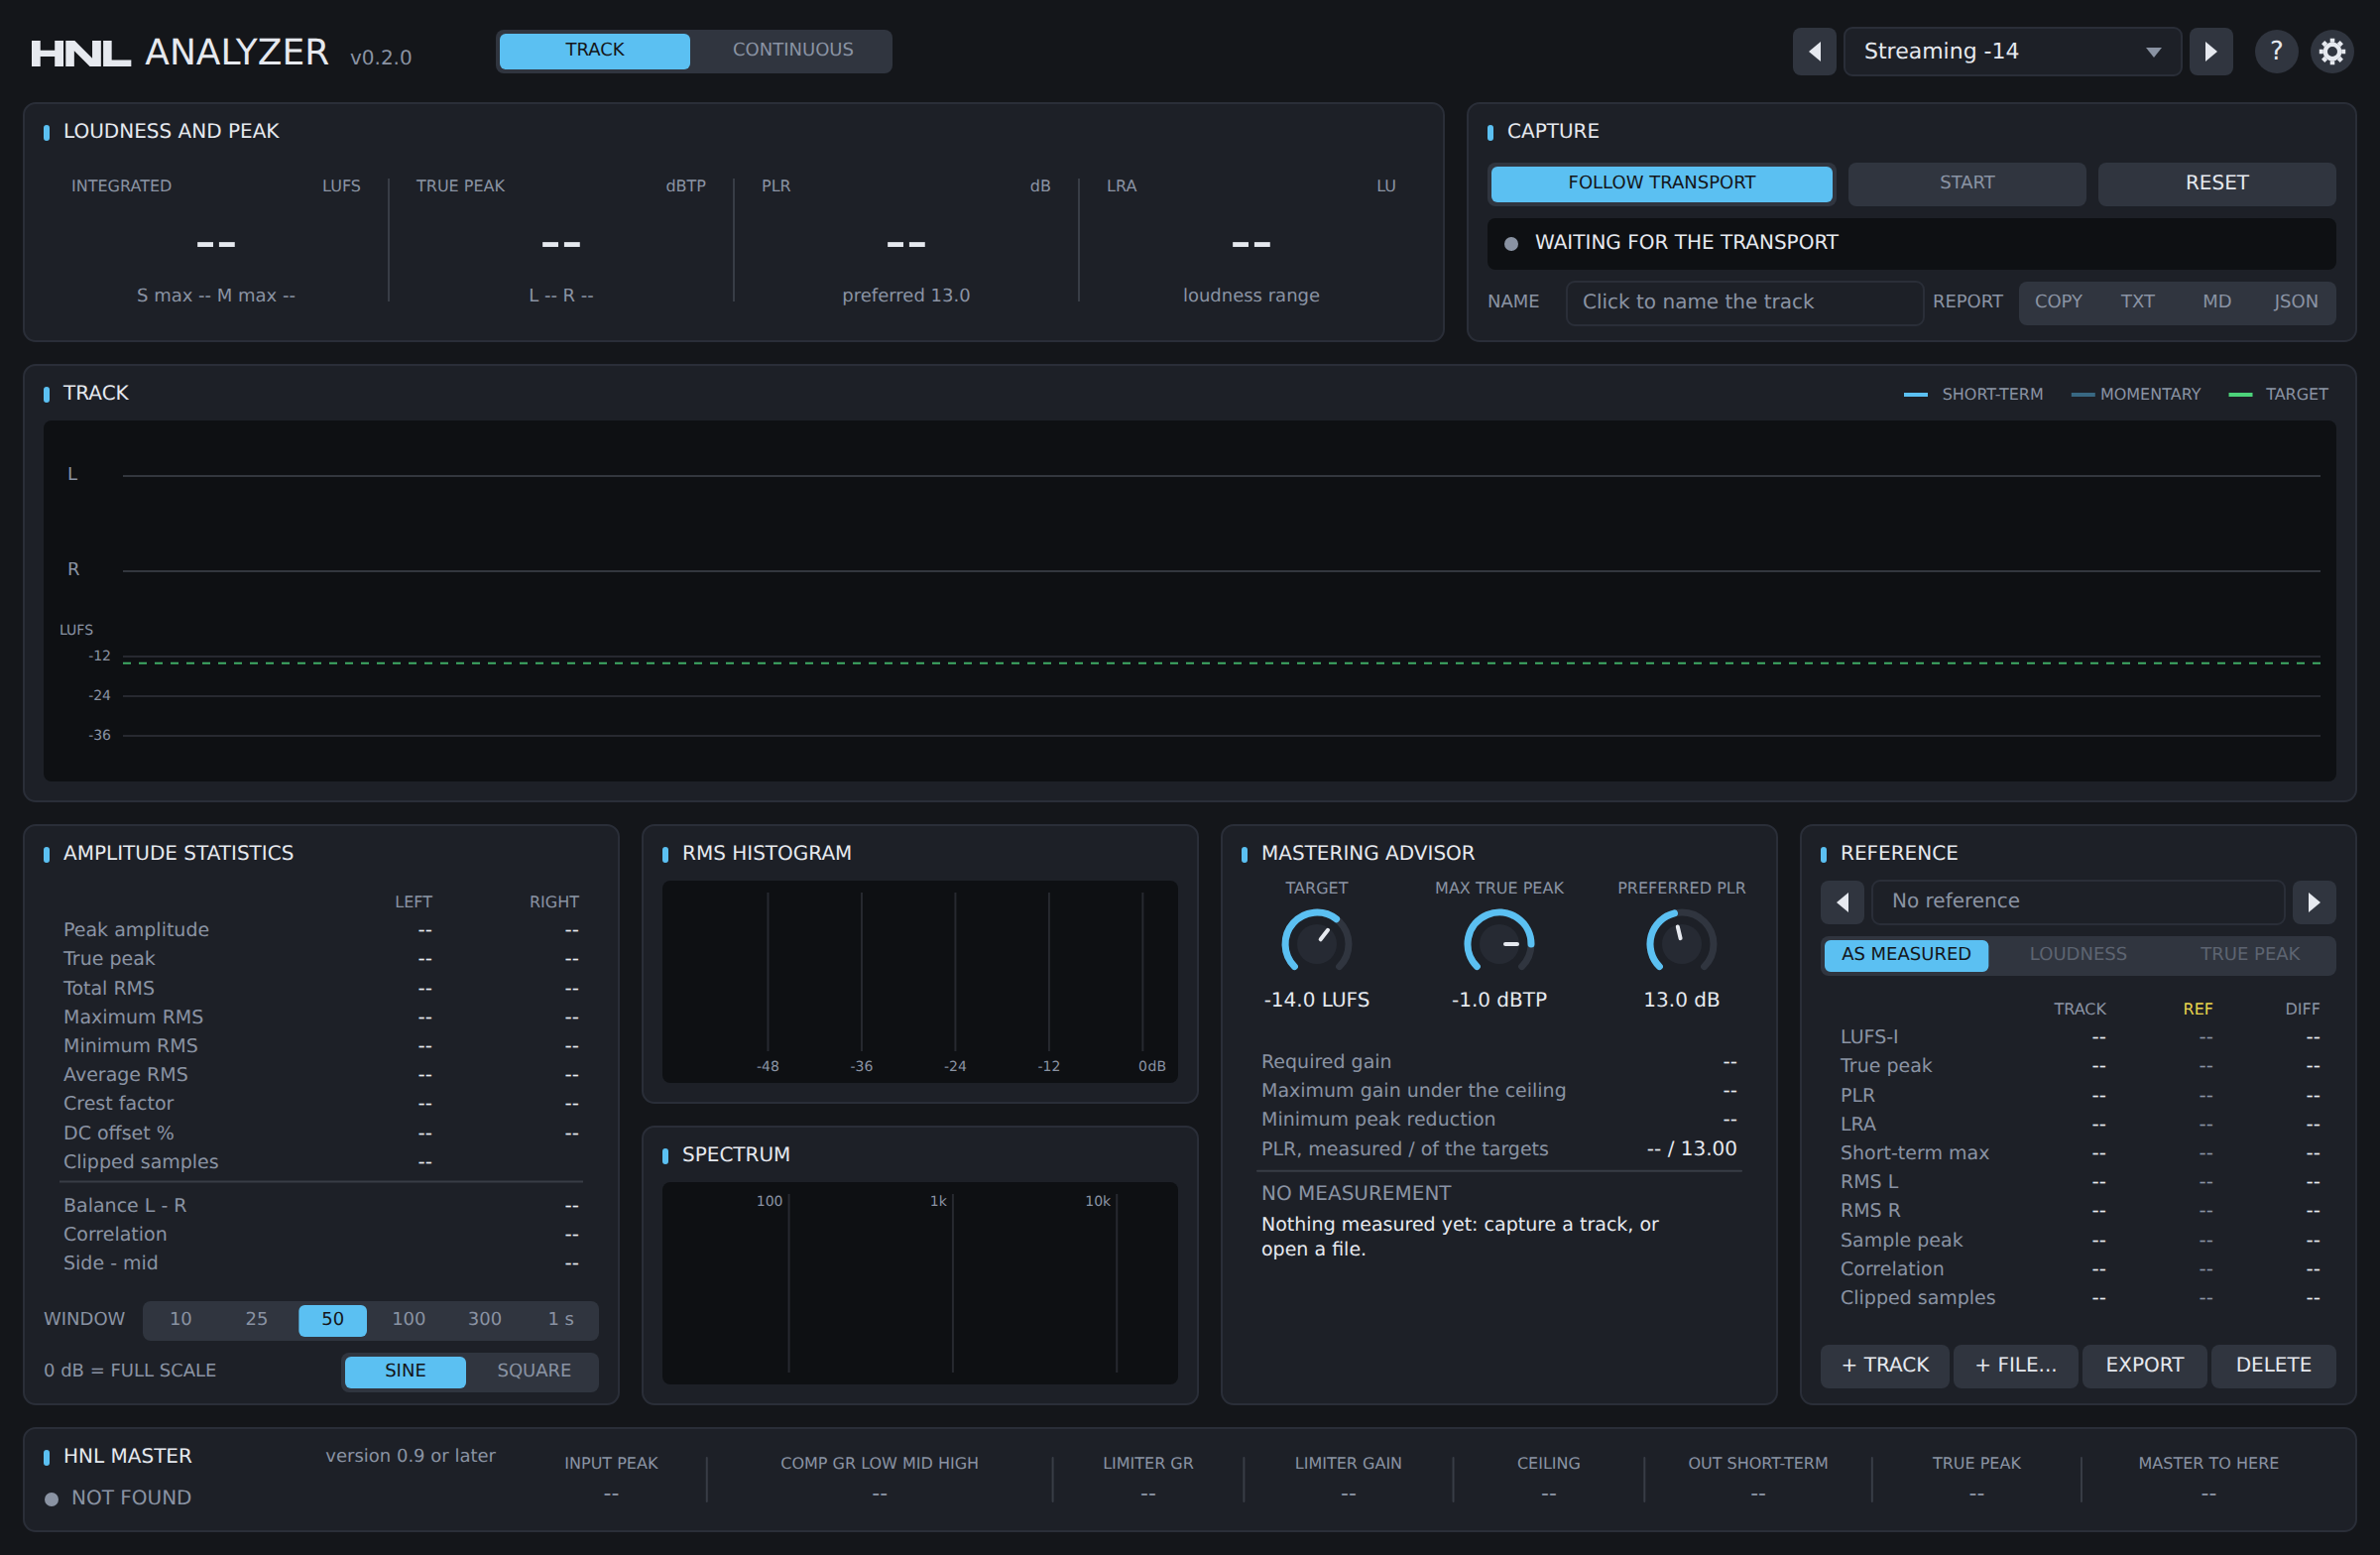 HNL ANALYZER v0.2.0 TRACK CONTINUOUS Streaming -14 ?
LOUDNESS AND PEAK
INTEGRATED LUFS TRUE PEAK dBTP PLR dB LRA LU
-- -- -- --
S max -- M max -- L -- R -- preferred 13.0 loudness range
CAPTURE
FOLLOW TRANSPORT START RESET
WAITING FOR THE TRANSPORT
NAME Click to name the track REPORT COPY TXT MD JSON
TRACK SHORT-TERM MOMENTARY TARGET
L
R
LUFS
-12
-24
-36
AMPLITUDE STATISTICS
LEFT RIGHT
Peak amplitude -- --
True peak -- --
Total RMS -- --
Maximum RMS -- --
Minimum RMS -- --
Average RMS -- --
Crest factor -- --
DC offset % -- --
Clipped samples --
Balance L - R --
Correlation --
Side - mid --
WINDOW 10 25 50 100 300 1 s
0 dB = FULL SCALE SINE SQUARE
RMS HISTOGRAM
-48 -36 -24 -12 0dB
SPECTRUM
100 1k 10k
MASTERING ADVISOR
TARGET MAX TRUE PEAK PREFERRED PLR
-14.0 LUFS -1.0 dBTP 13.0 dB
Required gain --
Maximum gain under the ceiling --
Minimum peak reduction --
PLR, measured / of the targets -- / 13.00
NO MEASUREMENT
Nothing measured yet: capture a track, or
open a file.
REFERENCE
No reference
AS MEASURED LOUDNESS TRUE PEAK
TRACK REF DIFF
LUFS-I -- -- --
True peak -- -- --
PLR -- -- --
LRA -- -- --
Short-term max -- -- --
RMS L -- -- --
RMS R -- -- --
Sample peak -- -- --
Correlation -- -- --
Clipped samples -- -- --
+ TRACK + FILE... EXPORT DELETE
HNL MASTER version 0.9 or later
NOT FOUND
INPUT PEAK COMP GR LOW MID HIGH LIMITER GR LIMITER GAIN CEILING OUT SHORT-TERM TRUE PEAK MASTER TO HERE
-- -- -- -- -- -- -- --